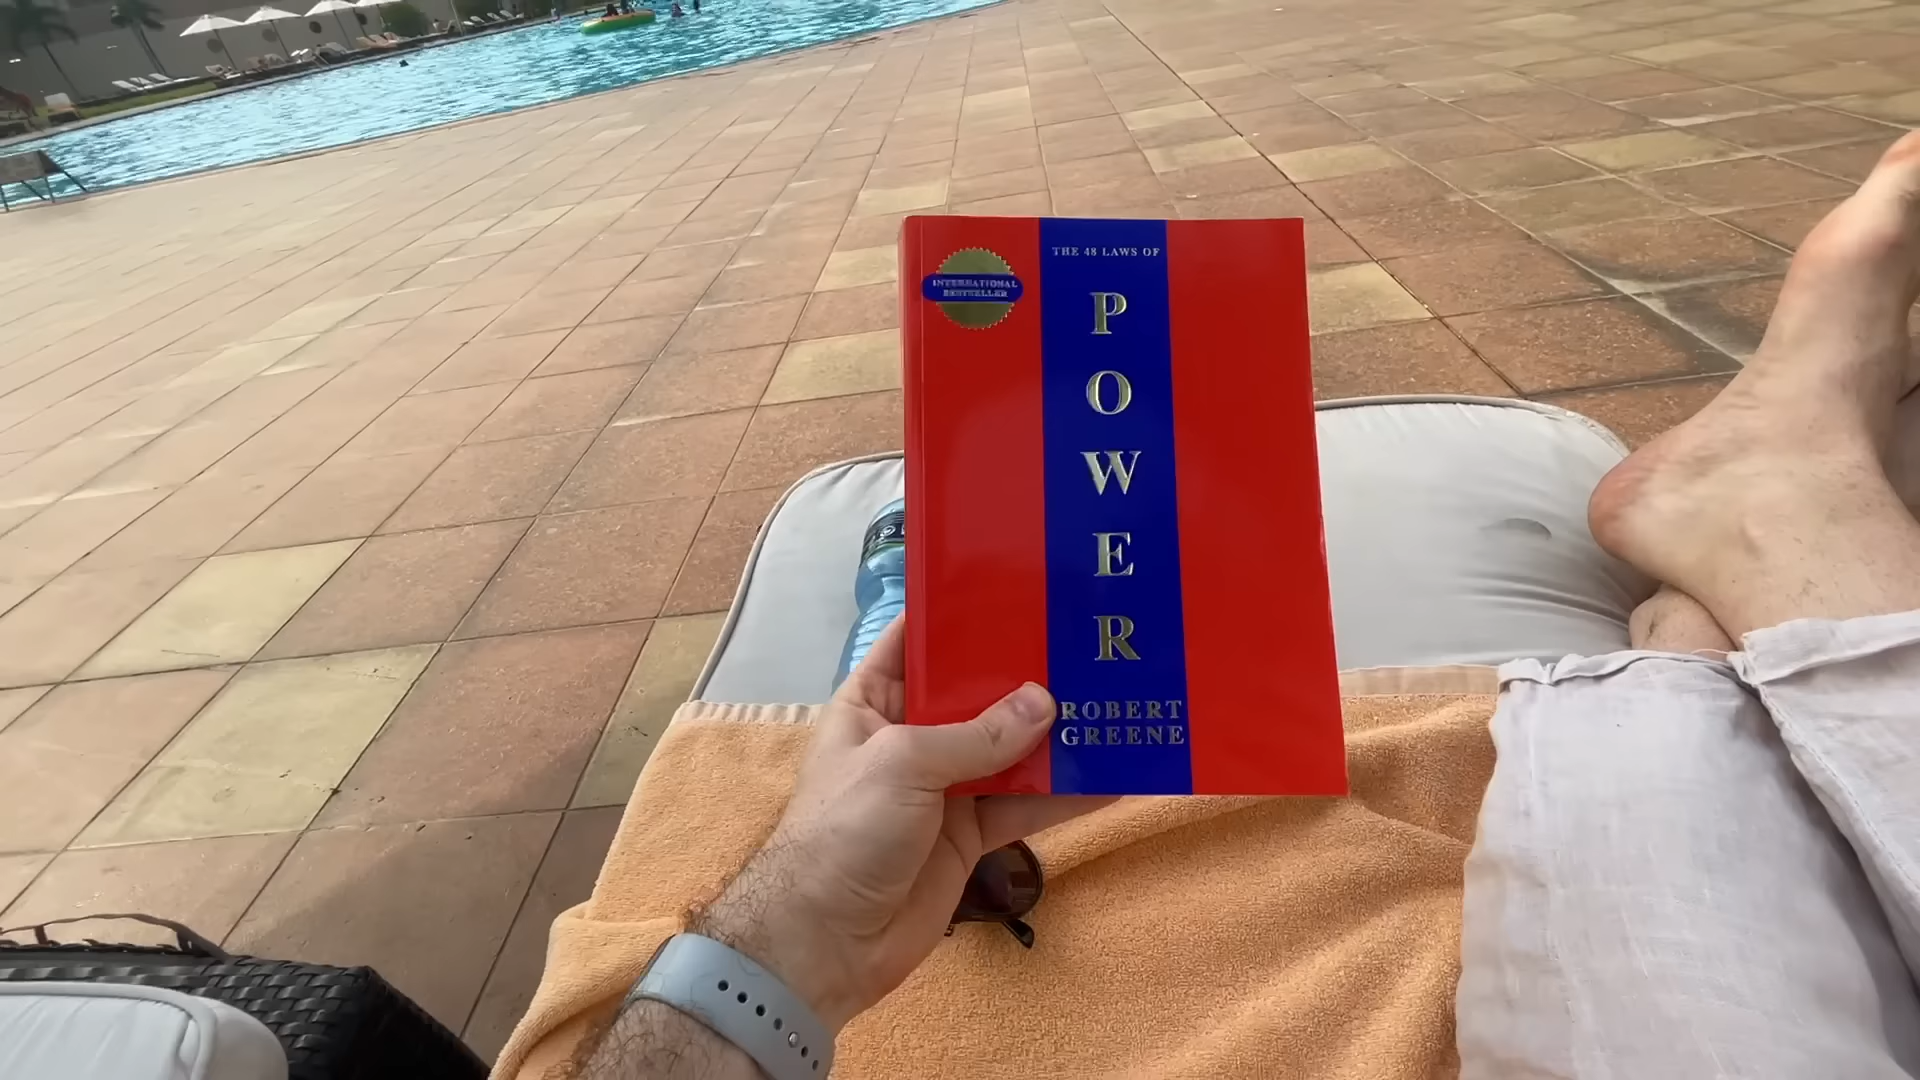 THE 48 LAWS OF
INTERNATIONAL
BESTSELLER
P
O
W
E
R
ROBERT
GREENE